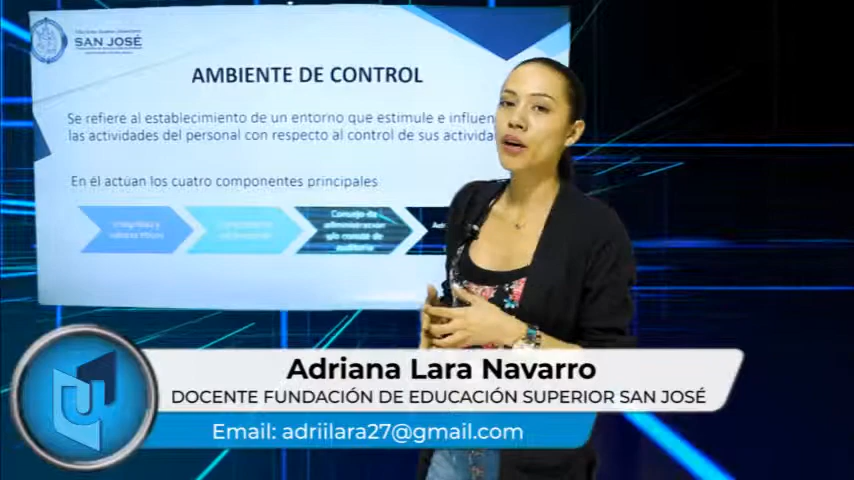 SAN JOSÉ
AMBIENTE DE CONTROL
Se refiere al establecimiento de un entorno que estimule e influen
las actividades del personal con respecto al control de sus activida
En él actúan los cuatro componentes principales
Integridad y
valores éticos
Consejo de
administración
y/o comité de
auditoría
Adriana Lara Navarro
DOCENTE FUNDACIÓN DE EDUCACIÓN SUPERIOR SAN JOSÉ
Email: adriilara27@gmail.com